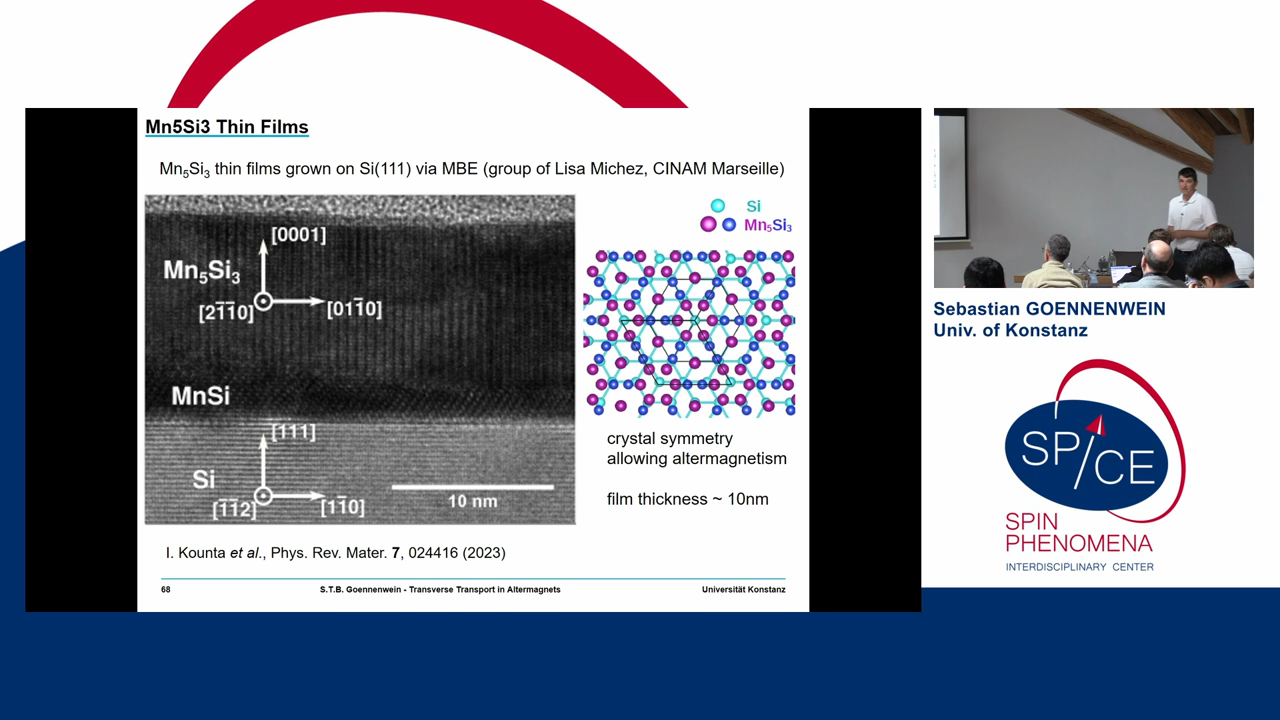 Mn5Si3 Thin Films
Mn₅Si₃ thin films grown on Si(111) via MBE (group of Lisa Michez, CINAM Marseille)
[0001]
Mn₅Si₃
[21̄1̄0]
[011̄0]
MnSi
[111]
Si
[1̄1̄2]
[11̄0]
10 nm
Si
Mn₅Si₃
crystal symmetry
allowing altermagnetism
film thickness ~ 10nm
I. Kounta et al., Phys. Rev. Mater. 7, 024416 (2023)
68
S.T.B. Goennenwein - Transverse Transport in Altermagnets
Universität Konstanz
Sebastian GOENNENWEIN
Univ. of Konstanz
SP/CE
SPIN
PHENOMENA
INTERDISCIPLINARY CENTER